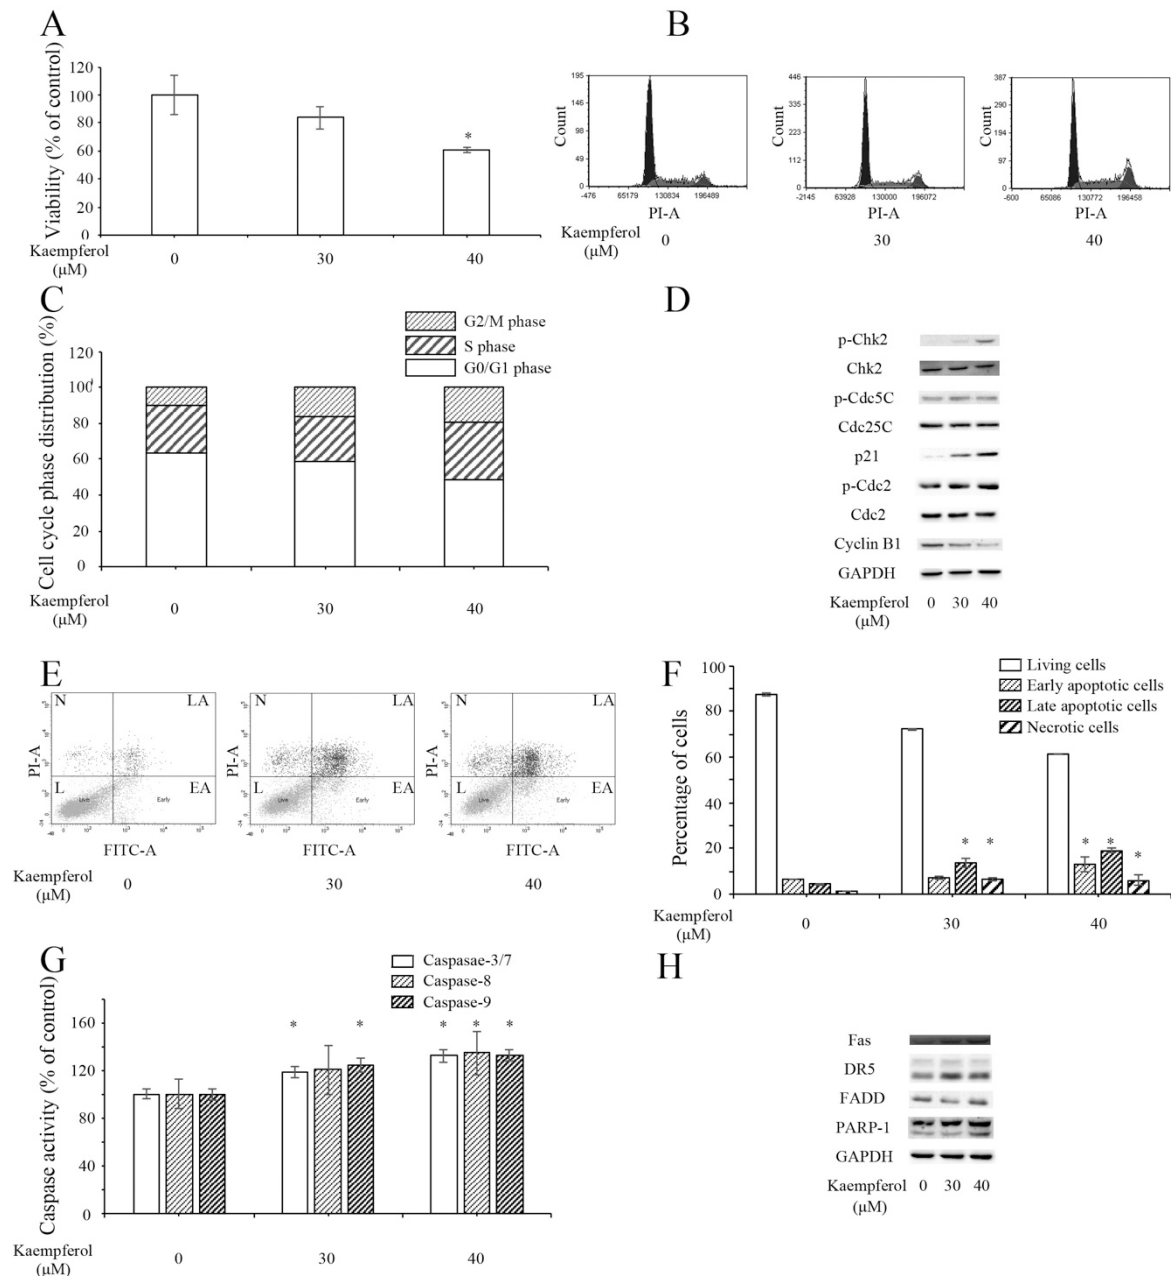 A
Viability (% of control)
120
100
80
60
40
20
0
*
Kaempferol
(μM)
0
30
40
B
Count
195
146
98
49
0
-476
65179
130834
196489
PI-A
Count
446
335
223
112
0
-2145
63928
130000
196072
PI-A
Count
387
290
194
97
0
-600
65086
130772
196458
PI-A
Kaempferol
(μM)
0
30
40
C
G2/M phase
S phase
G0/G1 phase
Cell cycle phase distribution (%)
120
100
80
60
40
20
0
Kaempferol
(μM)
0
30
40
D
p-Chk2
Chk2
p-Cdc5C
Cdc25C
p21
p-Cdc2
Cdc2
Cyclin B1
GAPDH
Kaempferol
(μM)
0 30 40
E
N LA
L EA
Live Early
PI-A
FITC-A
N LA
L EA
Live Early
PI-A
FITC-A
N LA
L EA
Live Early
PI-A
FITC-A
Kaempferol
(μM)
0
30
40
F
Living cells
Early apoptotic cells
Late apoptotic cells
Necrotic cells
Percentage of cells
100
80
60
40
20
0
* *
* * *
Kaempferol
(μM)
0
30
40
G
Caspasae-3/7
Caspase-8
Caspase-9
Caspase activity (% of control)
160
120
80
40
0
* *
* * *
Kaempferol
(μM)
0
30
40
H
Fas
DR5
FADD
PARP-1
GAPDH
Kaempferol
(μM)
0 30 40